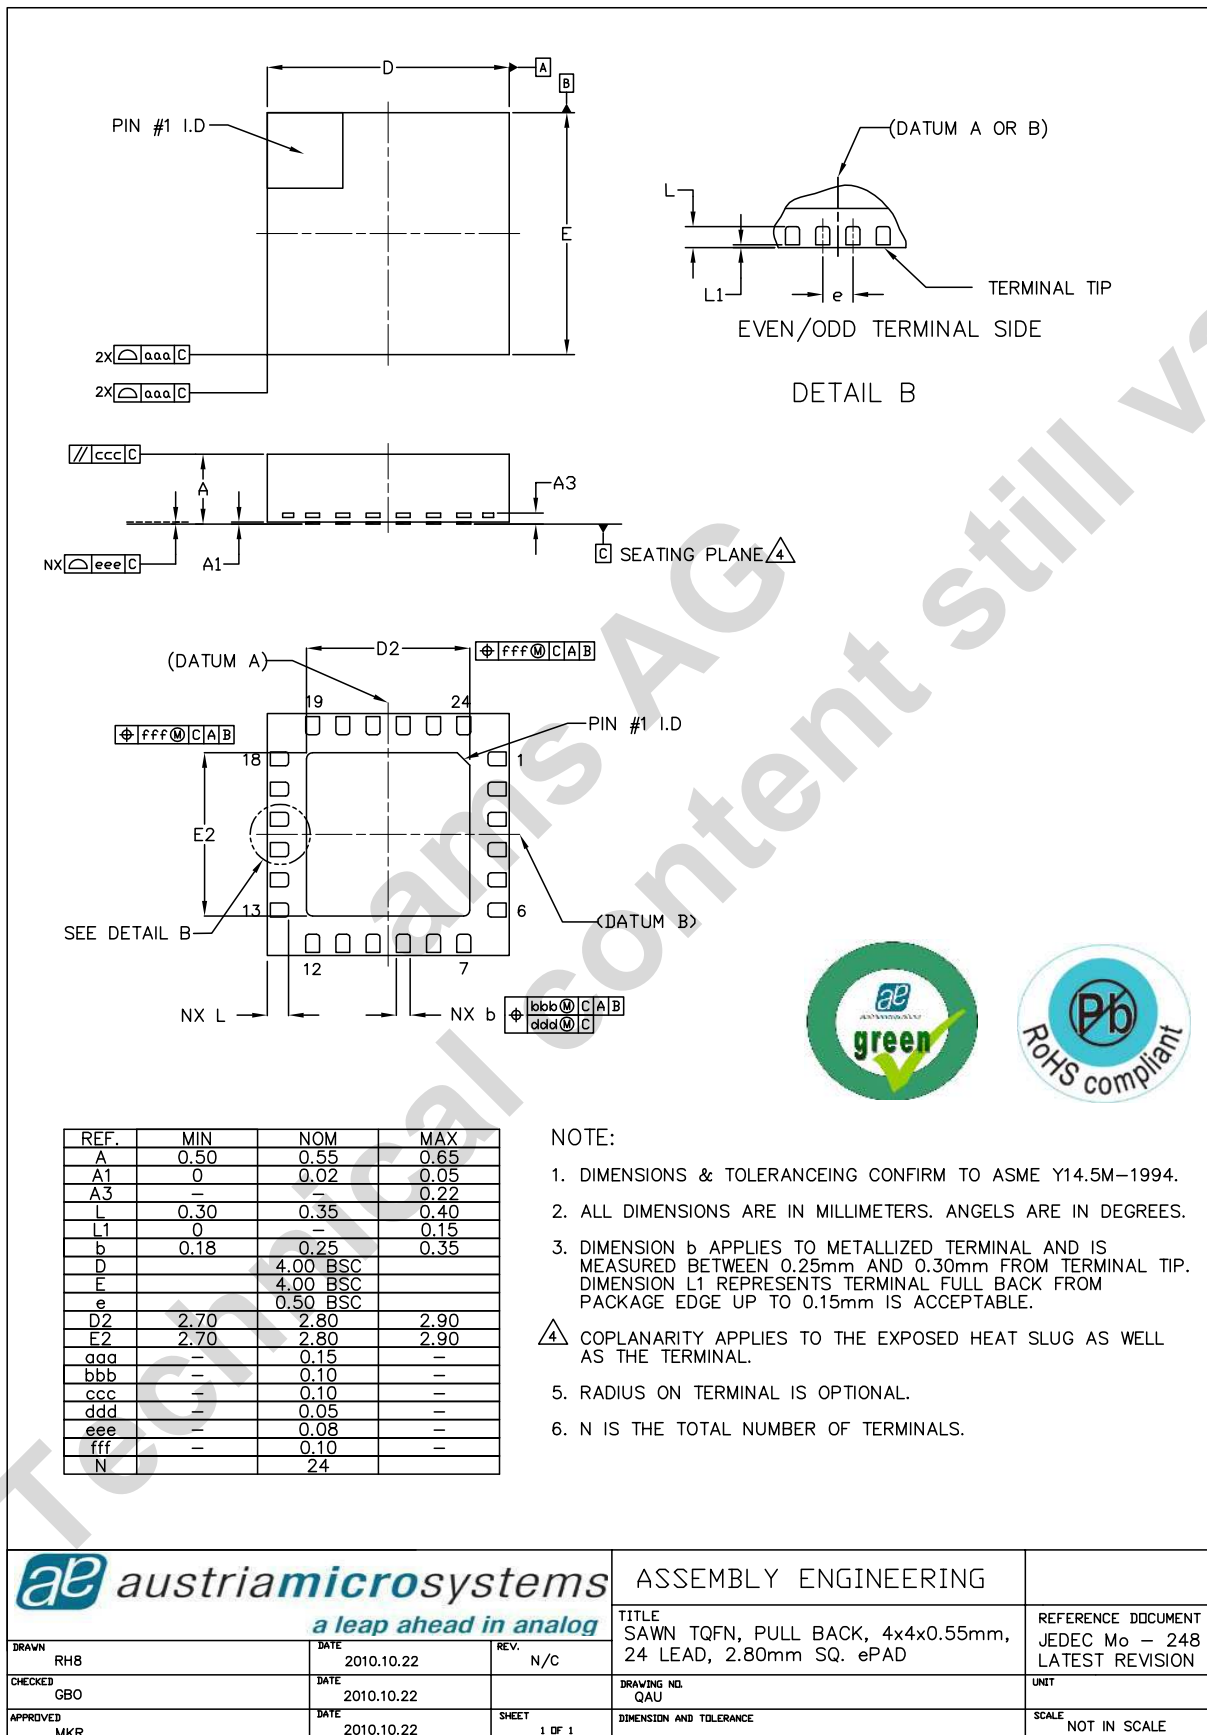 D
A
B
PIN #1 I.D
E
2X aaa C
2X aaa C
(DATUM A OR B)
L
L1
e
TERMINAL TIP
EVEN/ODD TERMINAL SIDE
DETAIL B
// ccc C
A
A3
NX eee C
A1
C SEATING PLANE 4
(DATUM A)
D2
fff M C A B
19
24
PIN #1 I.D
fff M C A B
18
1
E2
13
6
SEE DETAIL B
(DATUM B)
12
7
NX L
NX b
bbb M C A B
ddd M C
ae
green
Pb
RoHS compliant
REF. MIN NOM MAX
A 0.50 0.55 0.65
A1 0 0.02 0.05
A3 – – 0.22
L 0.30 0.35 0.40
L1 0 – 0.15
b 0.18 0.25 0.35
D 4.00 BSC
E 4.00 BSC
e 0.50 BSC
D2 2.70 2.80 2.90
E2 2.70 2.80 2.90
aaa – 0.15 –
bbb – 0.10 –
ccc – 0.10 –
ddd – 0.05 –
eee – 0.08 –
fff – 0.10 –
N 24
NOTE:
1. DIMENSIONS & TOLERANCEING CONFIRM TO ASME Y14.5M–1994.
2. ALL DIMENSIONS ARE IN MILLIMETERS. ANGELS ARE IN DEGREES.
3. DIMENSION b APPLIES TO METALLIZED TERMINAL AND IS
MEASURED BETWEEN 0.25mm AND 0.30mm FROM TERMINAL TIP.
DIMENSION L1 REPRESENTS TERMINAL FULL BACK FROM
PACKAGE EDGE UP TO 0.15mm IS ACCEPTABLE.
4 COPLANARITY APPLIES TO THE EXPOSED HEAT SLUG AS WELL
AS THE TERMINAL.
5. RADIUS ON TERMINAL IS OPTIONAL.
6. N IS THE TOTAL NUMBER OF TERMINALS.
ams AG
Technical content still va
ae austriamicrosystems
a leap ahead in analog
ASSEMBLY ENGINEERING
TITLE
SAWN TQFN, PULL BACK, 4x4x0.55mm,
24 LEAD, 2.80mm SQ. ePAD
REFERENCE DOCUMENT
JEDEC Mo – 248
LATEST REVISION
DRAWN
RH8
DATE
2010.10.22
REV.
N/C
CHECKED
GBO
DATE
2010.10.22
DRAWING NO.
QAU
UNIT
APPROVED
MKR
DATE
2010.10.22
SHEET
1 OF 1
DIMENSION AND TOLERANCE
SCALE
NOT IN SCALE